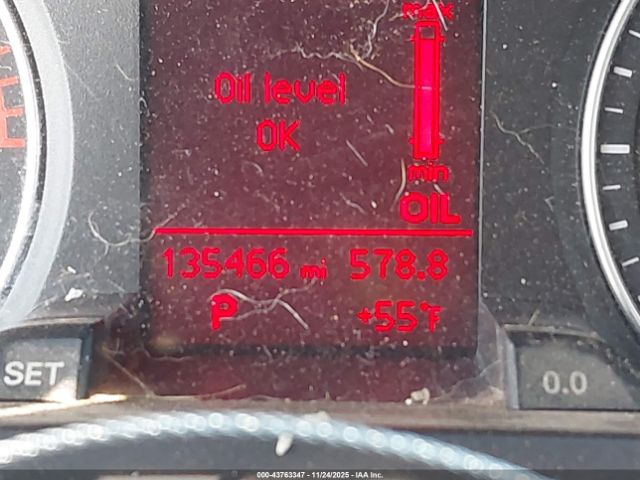 max
Oil level
OK
min
OIL
135466 mi 578.8
P +55°F
SET
0.0
000-43763347 - 11/24/2025 - IAA Inc.